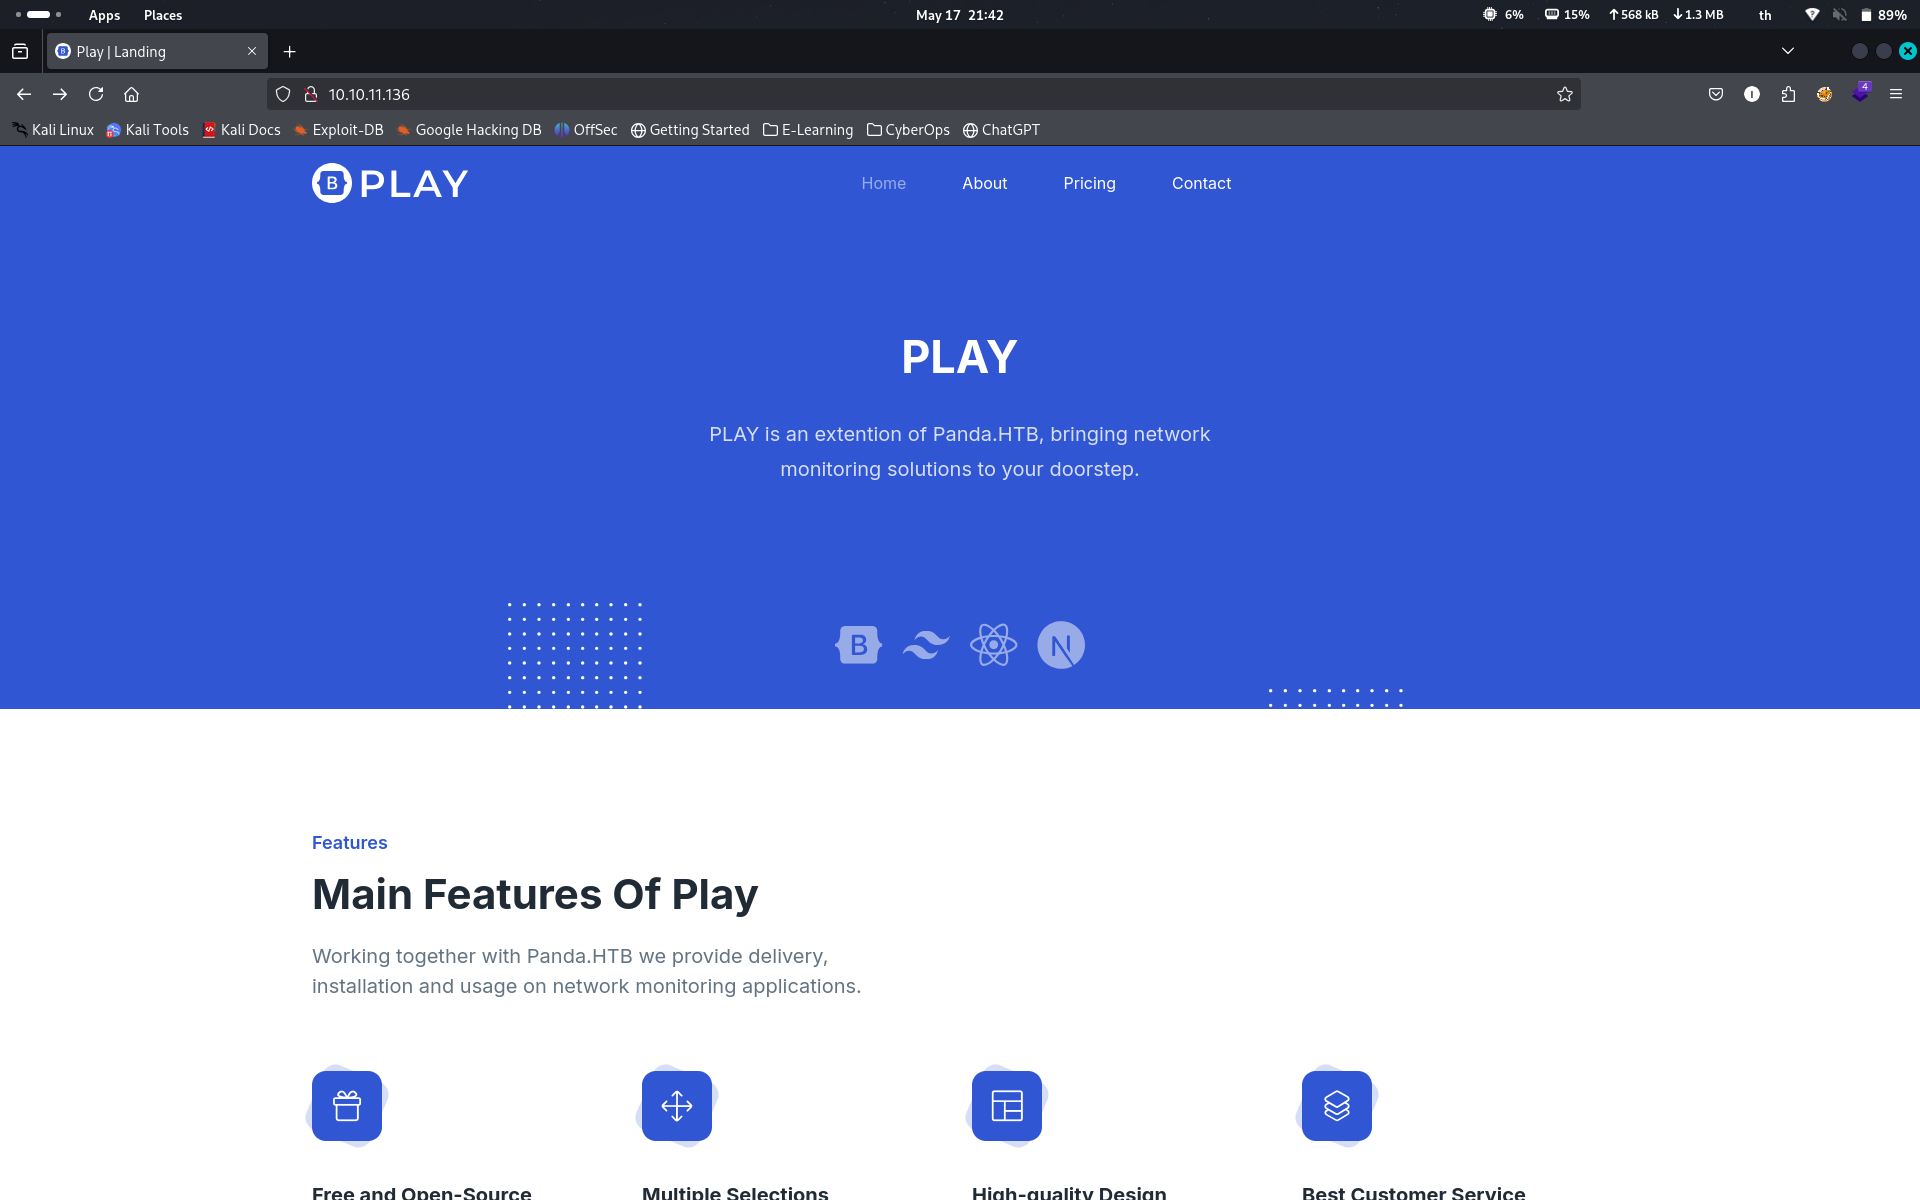 Apps Places May 17 21:42 6% 15% 568 kB 1.3 MB th 89%
Play | Landing
10.10.11.136 4
Kali Linux Kali Tools Kali Docs Exploit-DB Google Hacking DB OffSec Getting Started E-Learning CyberOps ChatGPT
B PLAY Home About Pricing Contact
PLAY
PLAY is an extention of Panda.HTB, bringing network
monitoring solutions to your doorstep.
B N
Features
Main Features Of Play
Working together with Panda.HTB we provide delivery,
installation and usage on network monitoring applications.
Free and Open-Source Multiple Selections High-quality Design Best Customer Service